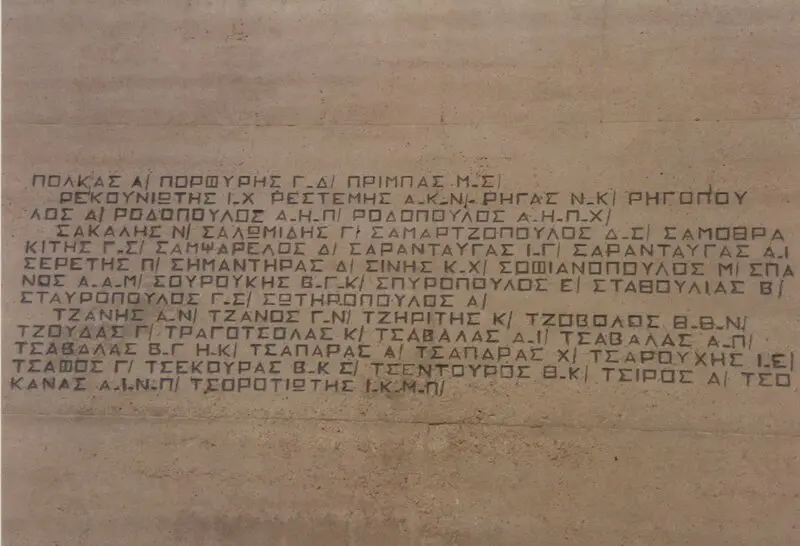 ΠΟΛΚΑΣ Α/ ΠΟΡΦΥΡΗΣ Γ-Δ/ ΠΡΙΜΠΑΣ Μ-Σ/
ΡΕΚΟΥΝΙΩΤΗΣ Ι-Χ ΡΕΣΤΕΜΗΣ Α-Κ-Ν/ ΡΗΓΑΣ Ν-Κ/ ΡΗΓΟΠΟΥ
ΛΟΣ Α/ ΡΟΔΟΠΟΥΛΟΣ Α-Η-Π/ ΡΟΔΟΠΟΥΛΟΣ Α-Η-Π-Χ/
ΣΑΚΑΛΗΣ Ν/ ΣΑΛΩΜΙΔΗΣ Γ/ ΣΑΜΑΡΤΖΟΠΟΥΛΟΣ Δ-Σ/ ΣΑΜΟΘΡΑ
ΚΙΤΗΣ Γ-Σ/ ΣΑΜΨΑΡΕΛΟΣ Δ/ ΣΑΡΑΝΤΑΥΓΑΣ Ι-Γ/ ΣΑΡΑΝΤΑΥΓΑΣ Α-Ι
ΣΕΡΕΤΗΣ Π/ ΣΗΜΑΝΤΗΡΑΣ Δ/ ΣΙΝΗΣ Κ-Χ/ ΣΟΦΙΑΝΟΠΟΥΛΟΣ Μ/ ΣΠΑ
ΝΟΣ Α-Α-Μ/ ΣΟΥΡΟΥΚΗΣ Β-Γ-Κ/ ΣΠΥΡΟΠΟΥΛΟΣ Ε/ ΣΤΑΘΟΥΛΙΑΣ Β/
ΣΤΑΥΡΟΠΟΥΛΟΣ Γ-Σ/ ΣΩΤΗΡΟΠΟΥΛΟΣ Α/
ΤΖΑΝΗΣ Α-Ν/ ΤΖΑΝΟΣ Γ-Ν/ ΤΖΗΡΙΤΗΣ Κ/ ΤΖΟΒΟΛΟΣ Θ-Θ-Ν/
ΤΖΟΥΔΑΣ Γ/ ΤΡΑΓΟΤΣΟΛΑΣ Κ/ ΤΣΑΒΑΛΑΣ Α-Ι/ ΤΣΑΒΑΛΑΣ Α-Π/
ΤΣΑΒΑΛΑΣ Β-Γ Η-Κ/ ΤΣΑΠΑΡΑΣ Α/ ΤΣΑΠΑΡΑΣ Χ/ ΤΣΑΡΟΥΧΗΣ Ι-Ε/
ΤΣΑΦΟΣ Γ/ ΤΣΕΚΟΥΡΑΣ Β-Κ Σ/ ΤΣΕΝΤΟΥΡΟΣ Θ-Κ/ ΤΣΙΡΟΣ Δ/ ΤΣΟ
ΚΑΝΑΣ Α-Ι-Ν-Π/ ΤΣΟΡΟΤΙΩΤΗΣ Ι-Κ-Μ-Π/